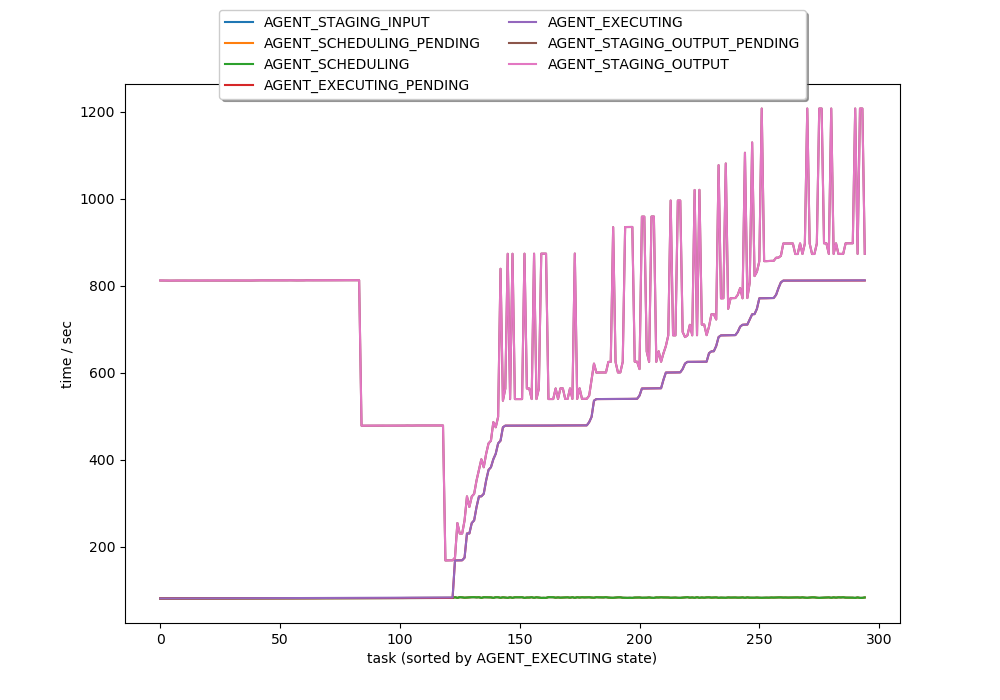 AGENT_STAGING_INPUT
AGENT_SCHEDULING_PENDING
AGENT_SCHEDULING
AGENT_EXECUTING_PENDING
AGENT_EXECUTING
AGENT_STAGING_OUTPUT_PENDING
AGENT_STAGING_OUTPUT
1200
1000
800
600
400
200
time / sec
0 50 100 150 200 250 300
task (sorted by AGENT_EXECUTING state)